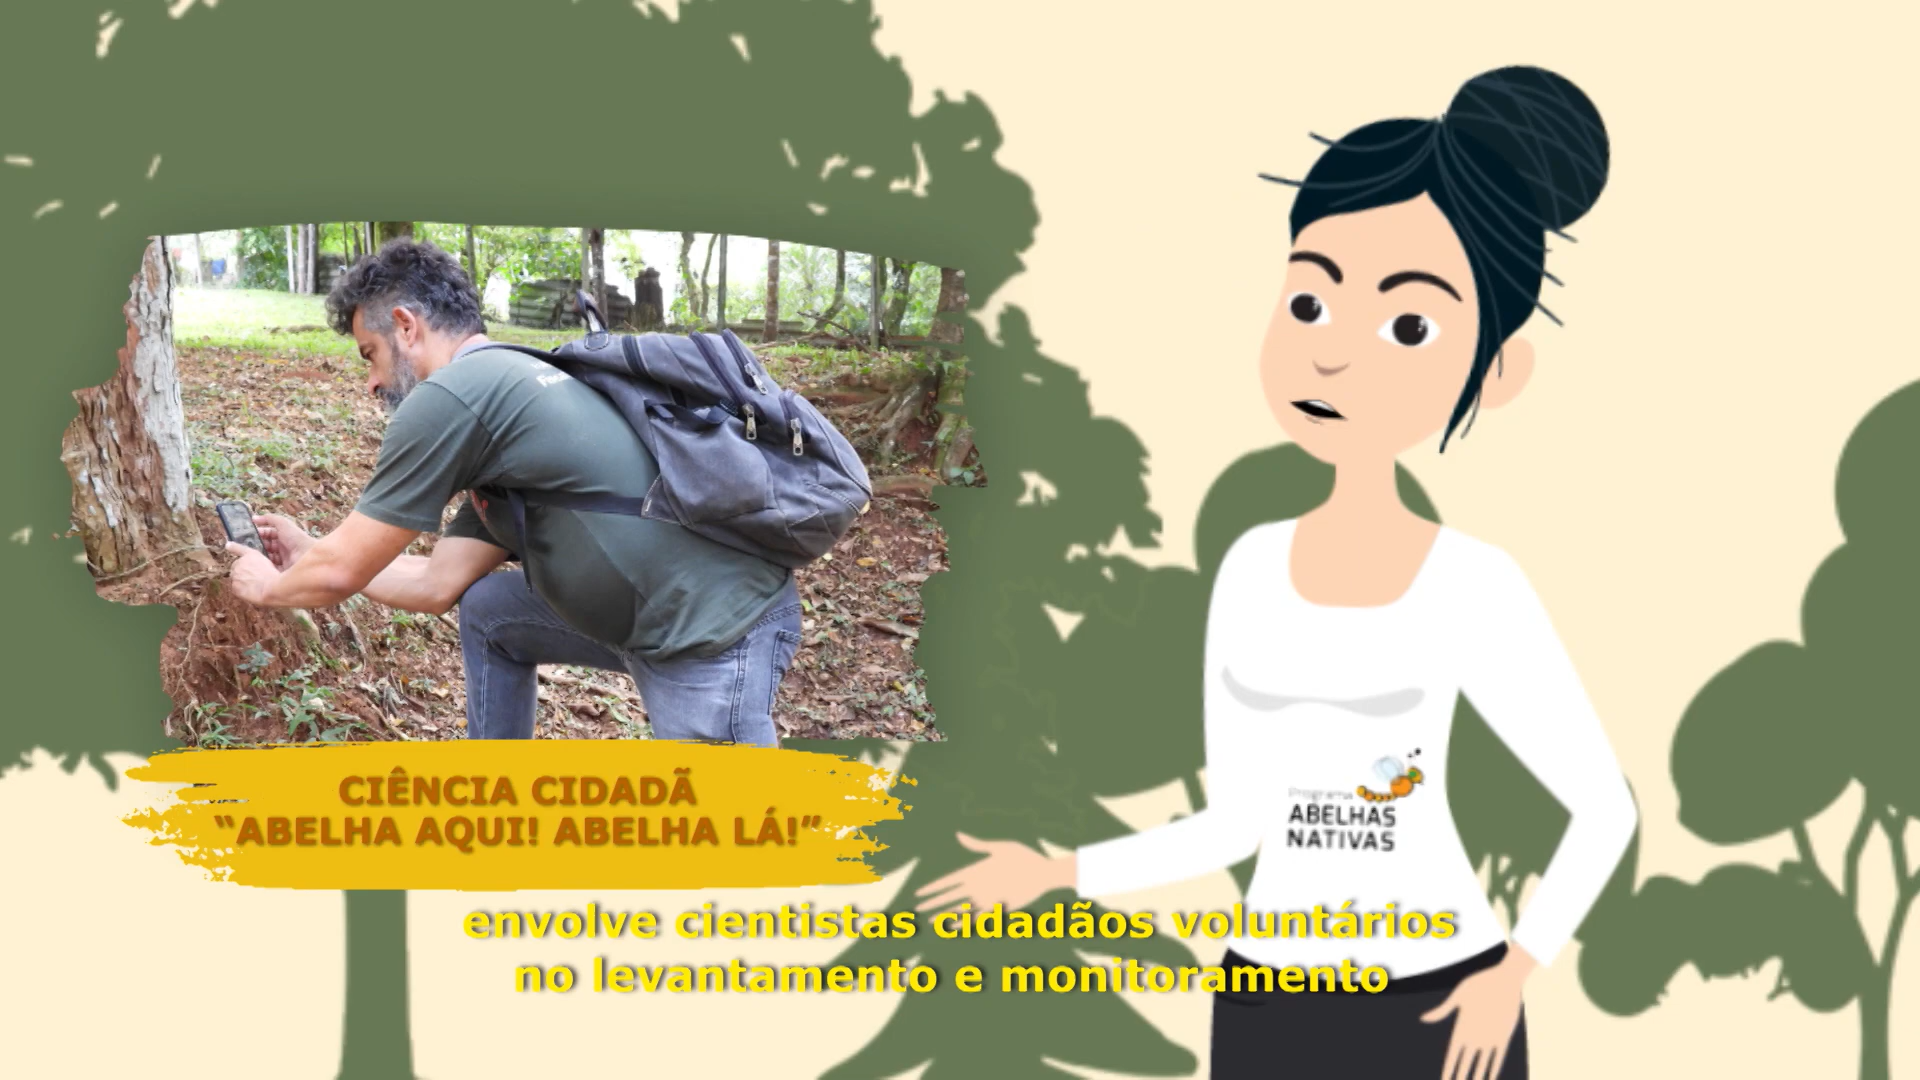 CIÊNCIA CIDADÃ
“ABELHA AQUI! ABELHA LÁ!”
Programa
ABELHAS
NATIVAS
envolve cientistas cidadãos voluntários
no levantamento e monitoramento